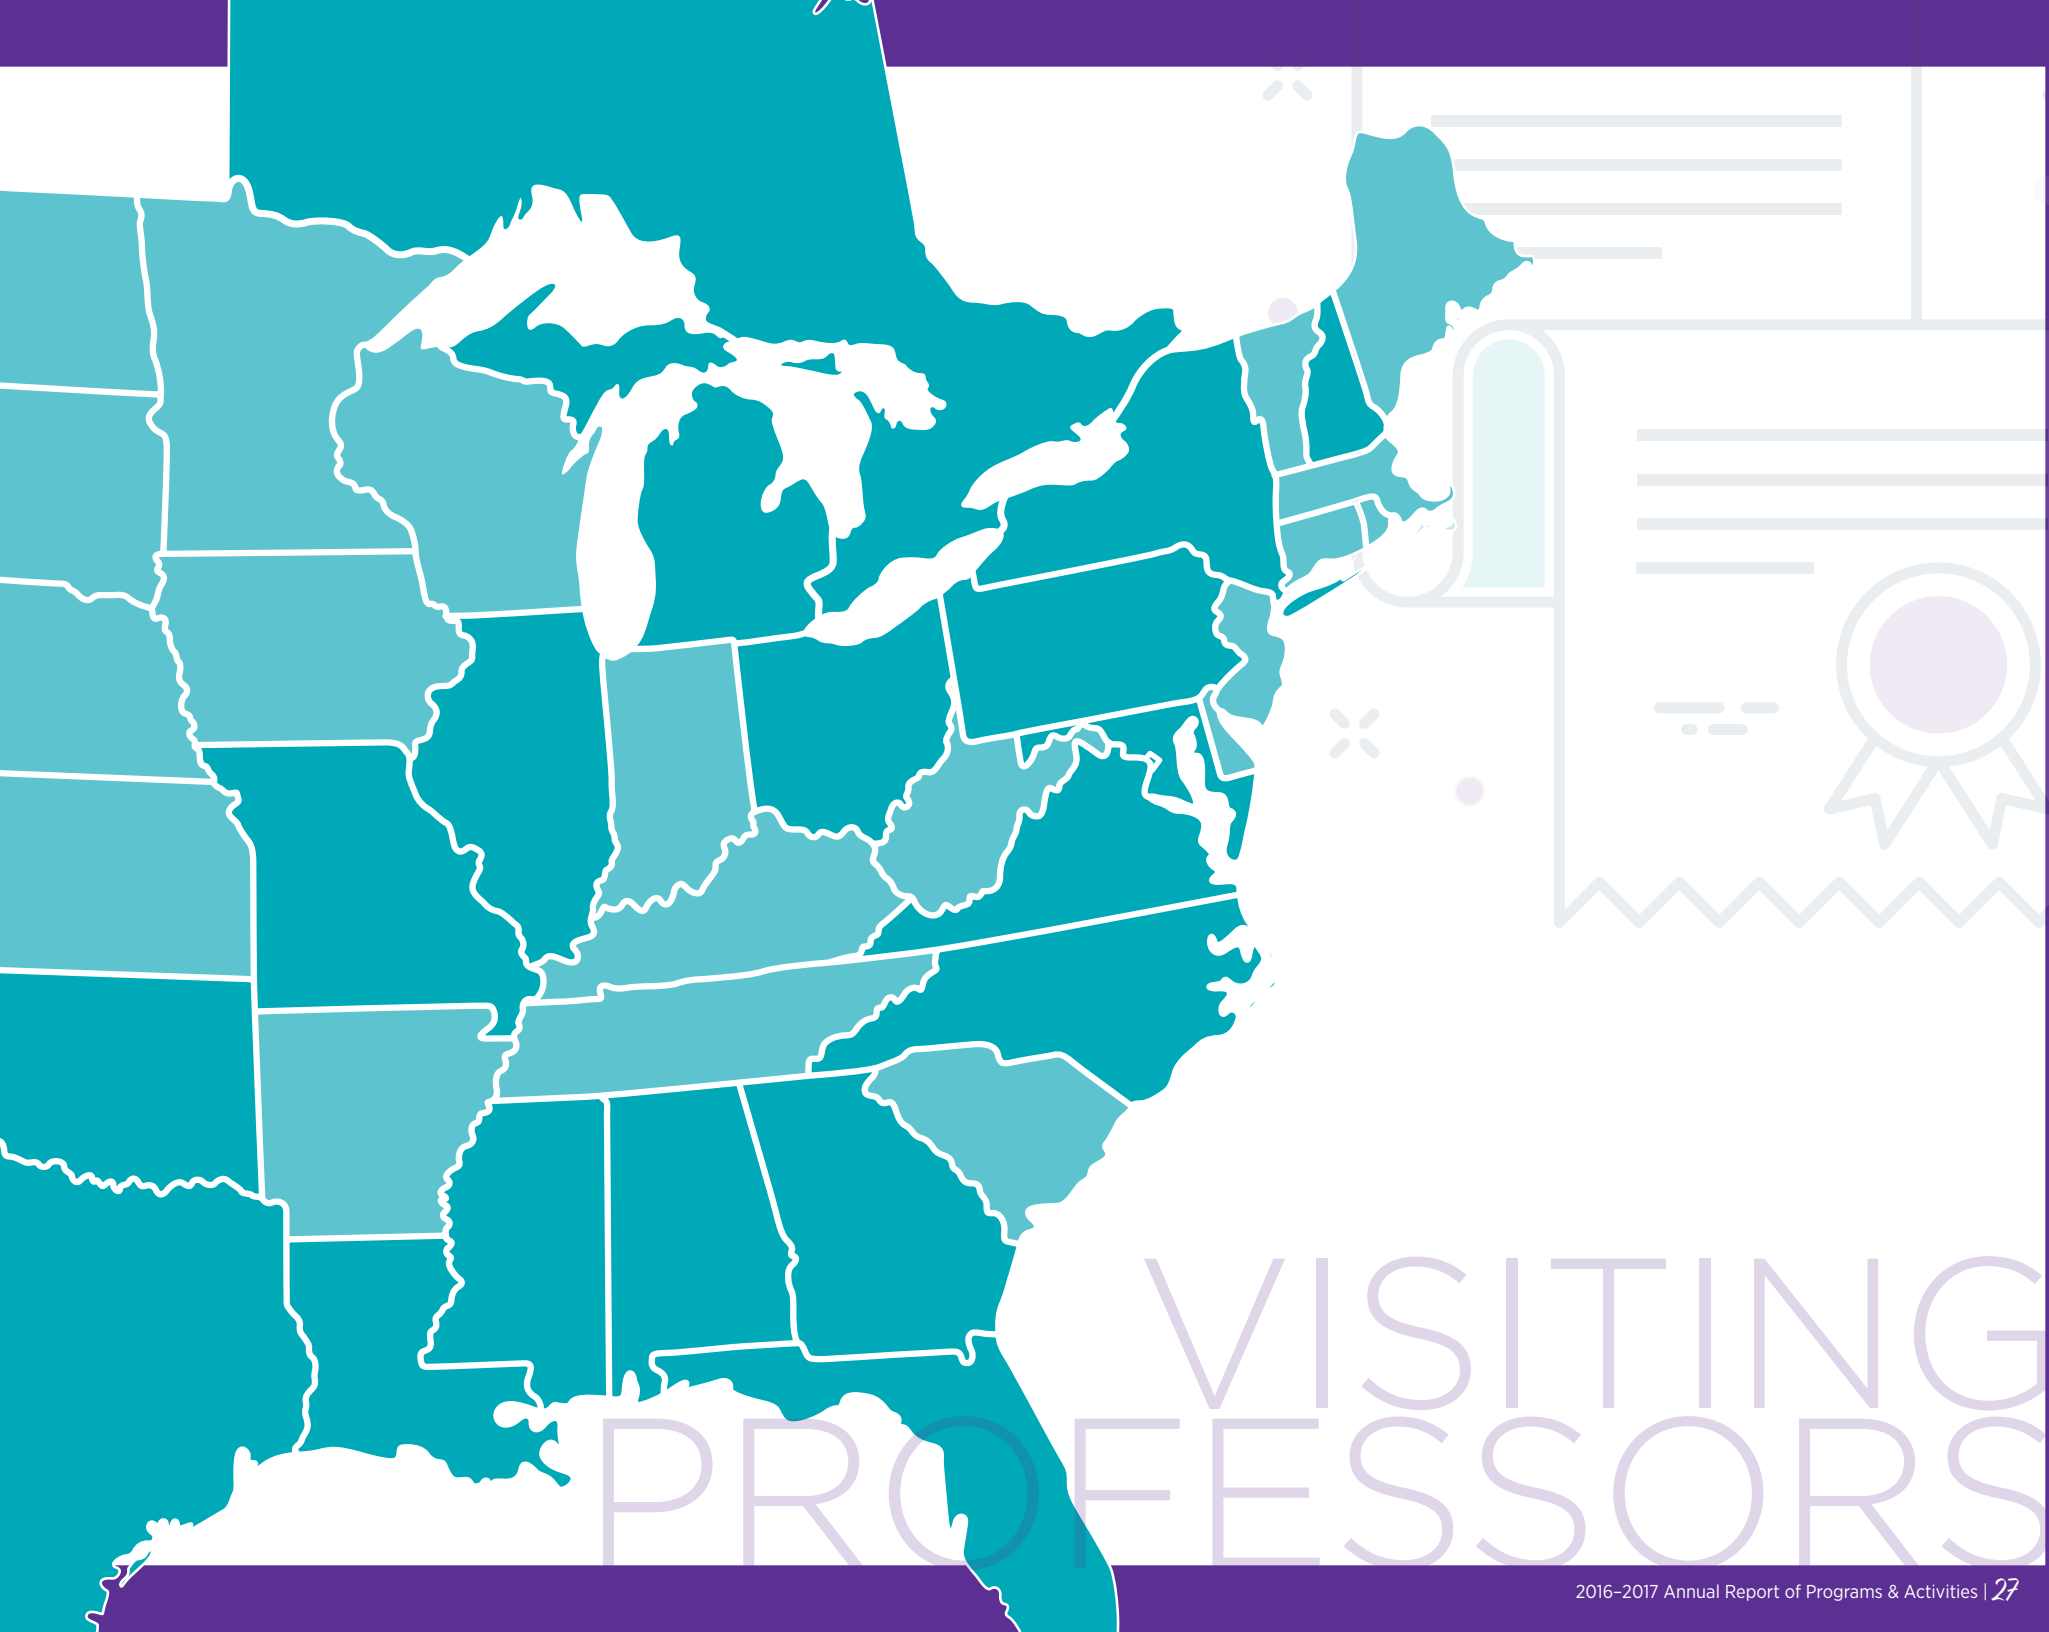 VISITING
PROFESSORS
2016–2017 Annual Report of Programs & Activities | 27